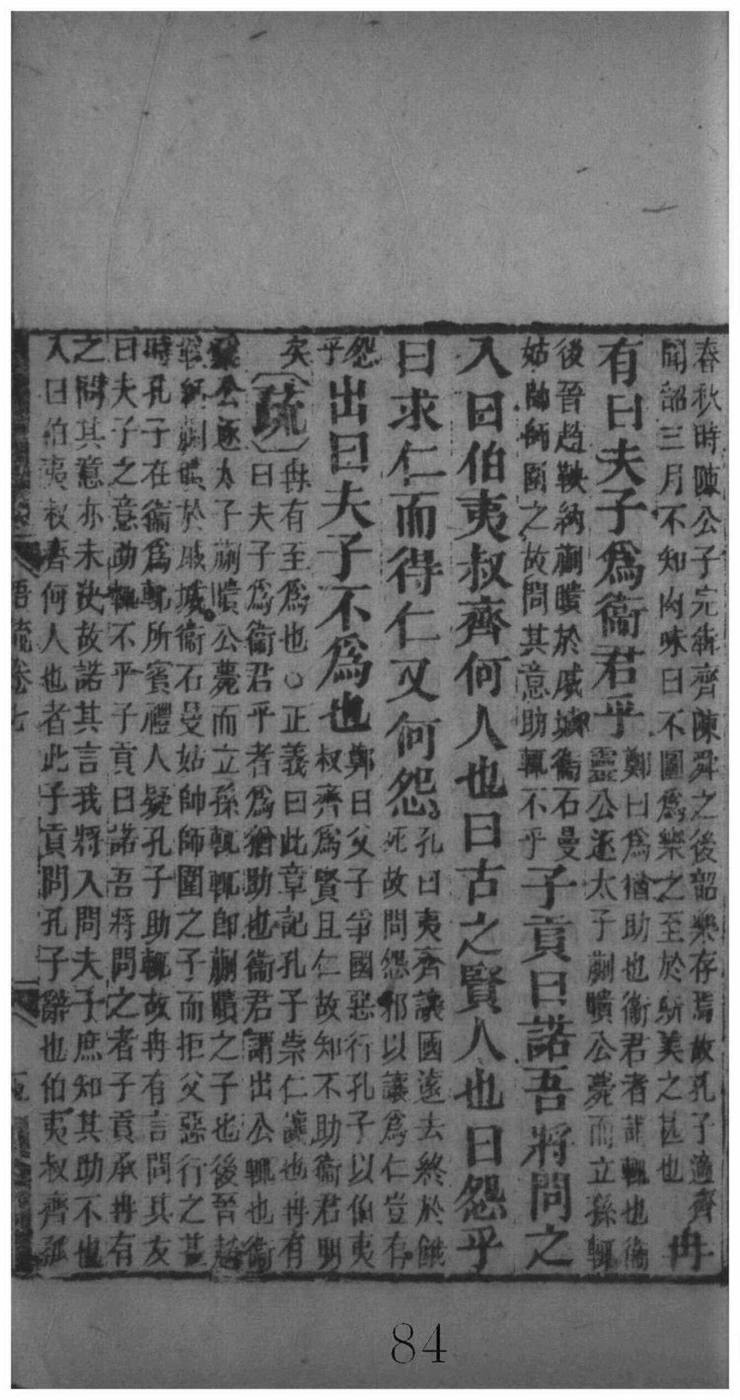 春秋時陳公子完犇齊陳舜之後韶樂存焉故孔子適齊
聞韶三月不知肉味曰不圖爲樂之至於斯美之甚也
冉
有曰夫子爲衞君乎
鄭曰爲猶助也衞君者謂輒也衞
靈公逐太子蒯聵公薨而立孫輒
後晉趙鞅納蒯聵於戚城衞石曼
姑帥師圍之故問其意助輒不乎
子貢曰諾吾將問之
入曰伯夷叔齊何人也曰古之賢人也曰怨乎
曰求仁而得仁又何怨
孔曰夷齊讓國遠去終於餓
死故問怨邪以讓爲仁豈有
怨
乎
出曰夫子不爲也
鄭曰父子爭國惡行孔子以伯夷
叔齊爲賢且仁故知不助衞君明
矣
疏
冉有至爲也○正義曰此章記孔子崇仁讓也冉有
曰夫子爲衞君乎者爲猶助也衞君謂出公輒也衞
靈公逐太子蒯聵公薨而立孫輒輒卽蒯聵之子也後晉趙
鞅納蒯聵於戚城衞石曼姑帥師圍之子而拒父惡行之甚
時孔子在衞爲輒所賓禮人疑孔子助輒故冉有言問其友
曰夫子之意助輒不乎子貢曰諾吾將問之者子貢承冉有
之問其意亦未決故諾其言我將入問夫子庶知其助不也
入曰伯夷叔齊何人也者此子貢問孔子辭也伯夷叔齊孤
語疏卷七
84